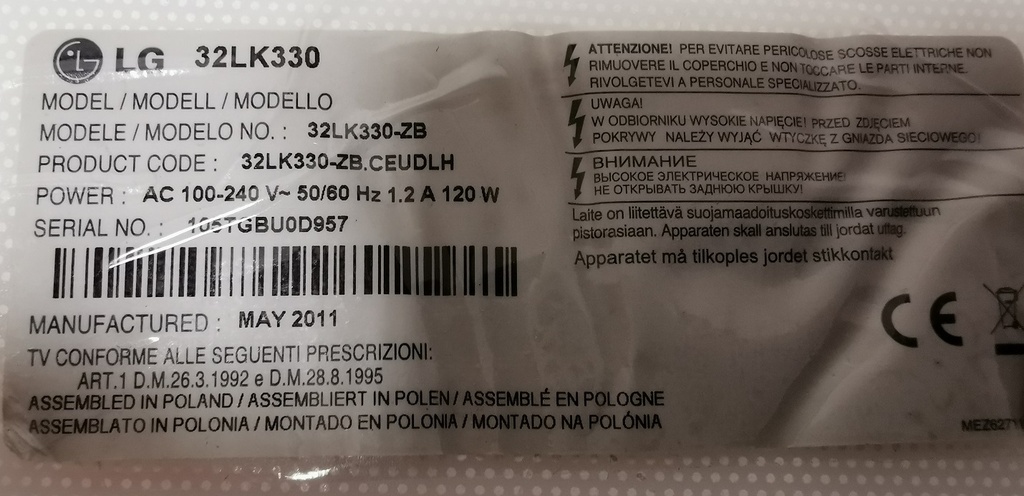 LG 32LK330
MODEL / MODELL / MODELLO
MODELE / MODELO NO. : 32LK330-ZB
PRODUCT CODE : 32LK330-ZB.CEUDLH
POWER : AC 100-240 V~ 50/60 Hz 1.2 A 120 W
SERIAL NO. : 105TGBU0D957
MANUFACTURED : MAY 2011
TV CONFORME ALLE SEGUENTI PRESCRIZIONI:
ART.1 D.M.26.3.1992 e D.M.28.8.1995
ASSEMBLED IN POLAND / ASSEMBLIERT IN POLEN / ASSEMBLÉ EN POLOGNE
ASSEMBLATO IN POLONIA / MONTADO EN POLONIA / MONTADO NA POLÓNIA
ATTENZIONE! PER EVITARE PERICOLOSE SCOSSE ELETTRICHE NON
RIMUOVERE IL COPERCHIO E NON TOCCARE LE PARTI INTERNE.
RIVOLGETEVI A PERSONALE SPECIALIZZATO.
UWAGA!
W ODBIORNIKU WYSOKIE NAPIĘCIE! PRZED ZDJĘCIEM
POKRYWY NALEŻY WYJĄĆ WTYCZKĘ Z GNIAZDA SIECIOWEGO!
ВНИМАНИЕ
ВЫСОКОЕ ЭЛЕКТРИЧЕСКОЕ НАПРЯЖЕНИЕ!
НЕ ОТКРЫВАТЬ ЗАДНЮЮ КРЫШКУ!
Laite on liitettävä suojamaadoituskoskettimilla varustettuun
pistorasiaan. Apparaten skall anslutas till jordat uttag.
Apparatet må tilkoples jordet stikkontakt
CE